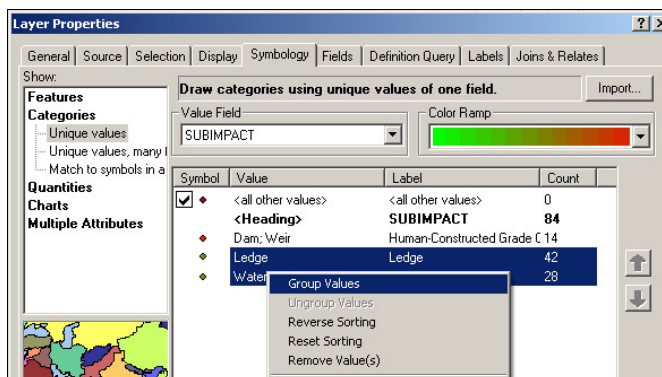 Layer Properties
? x
General Source Selection Display Symbology Fields Definition Query Labels Joins & Relates
Show:
Features
Categories
Unique values
Unique values, many
Match to symbols in a
Quantities
Charts
Multiple Attributes
Draw categories using unique values of one field.
Import...
Value Field
SUBIMPACT
Color Ramp
Symbol Value Label Count
<all other values> <all other values> 0
<Heading> SUBIMPACT 84
Dam; Weir Human-Constructed Grade C 14
Ledge Ledge 42
Water 28
Group Values
Ungroup Values
Reverse Sorting
Reset Sorting
Remove Value(s)